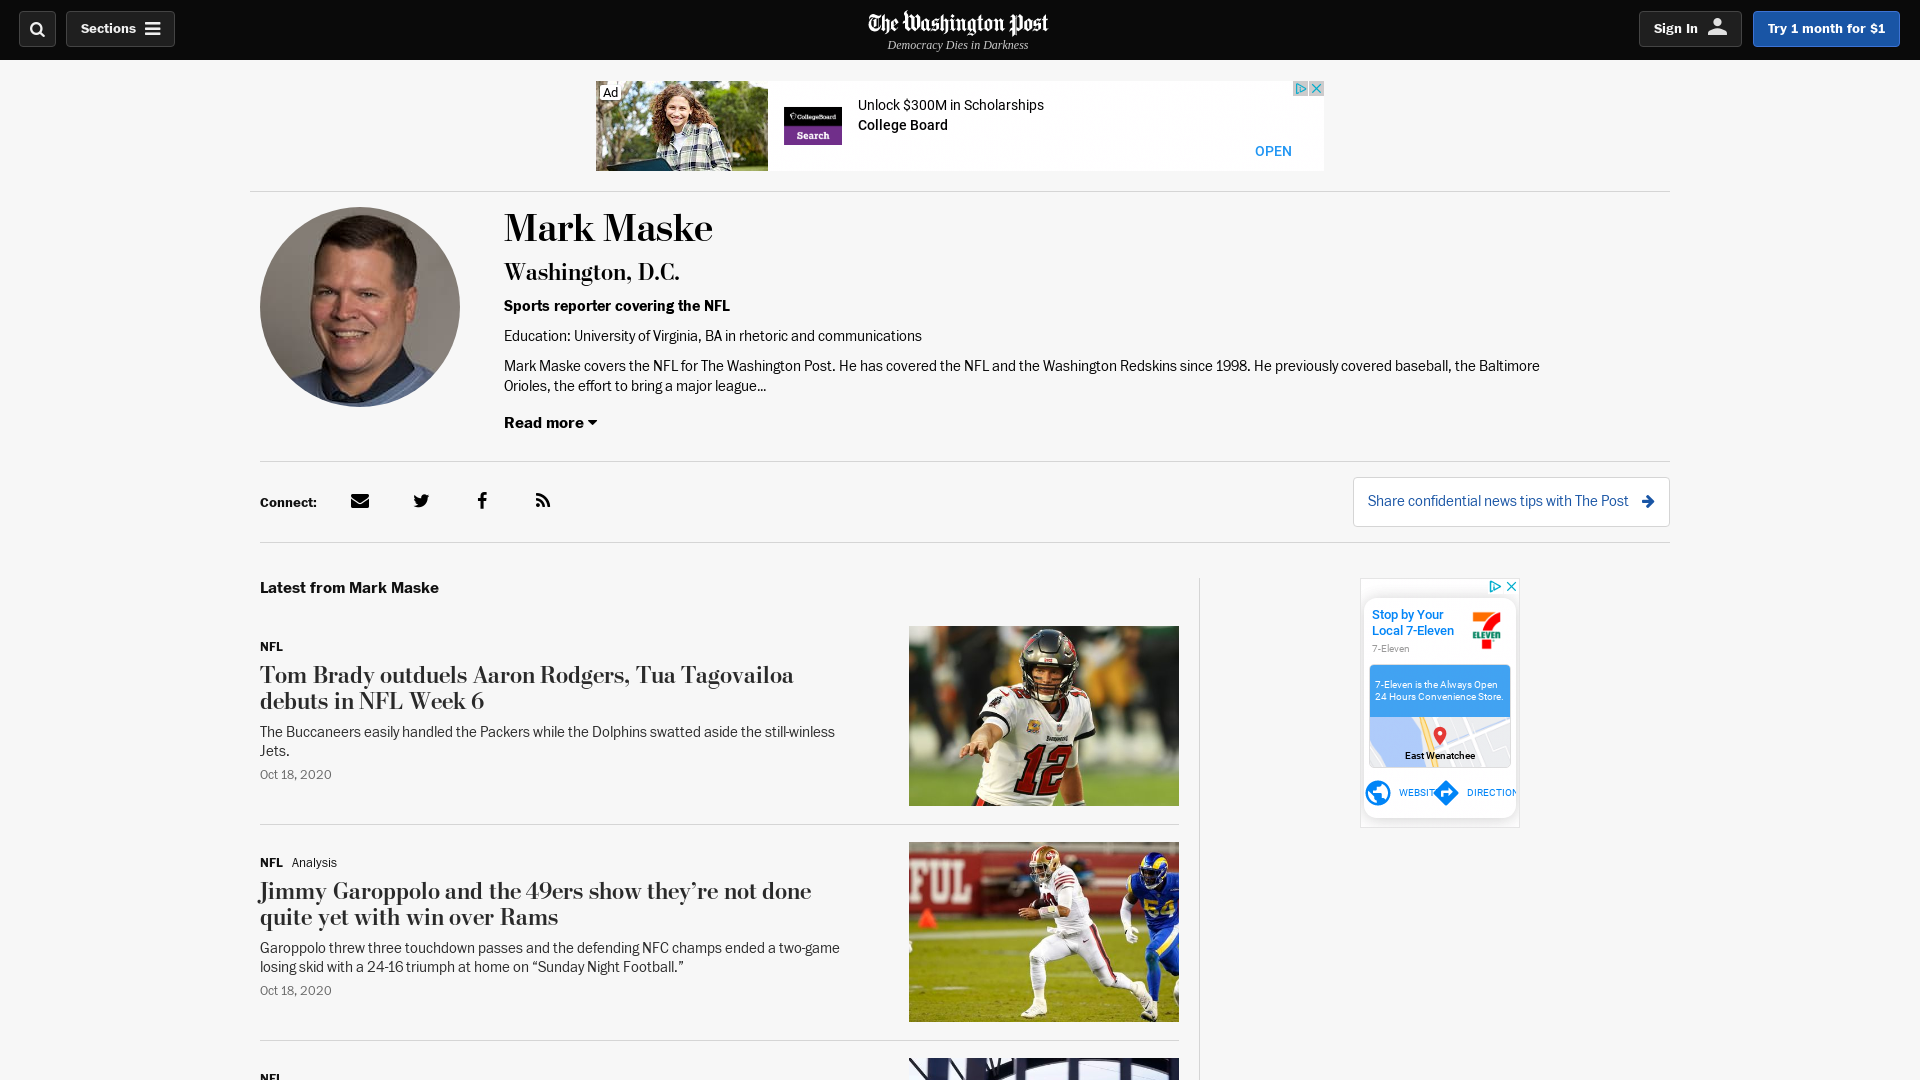 Sections
The Washington Post
Democracy Dies in Darkness
Sign In
Try 1 month for $1
Ad
CollegeBoard
Search
Unlock $300M in Scholarships
College Board
OPEN
Mark Maske
Washington, D.C.
Sports reporter covering the NFL
Education: University of Virginia, BA in rhetoric and communications
Mark Maske covers the NFL for The Washington Post. He has covered the NFL and the Washington Redskins since 1998. He previously covered baseball, the Baltimore
Orioles, the effort to bring a major league...
Read more
Connect:
Share confidential news tips with The Post
Latest from Mark Maske
NFL
Tom Brady outduels Aaron Rodgers, Tua Tagovailoa
debuts in NFL Week 6
The Buccaneers easily handled the Packers while the Dolphins swatted aside the still-winless
Jets.
Oct 18, 2020
12
NFL Analysis
Jimmy Garoppolo and the 49ers show they’re not done
quite yet with win over Rams
Garoppolo threw three touchdown passes and the defending NFC champs ended a two-game
losing skid with a 24-16 triumph at home on “Sunday Night Football.”
Oct 18, 2020
FUL
54
NFL
Stop by Your
Local 7-Eleven
7-Eleven
7 ELEVEN
7-Eleven is the Always Open
24 Hours Convenience Store.
East Wenatchee
WEBSIT
DIRECTION